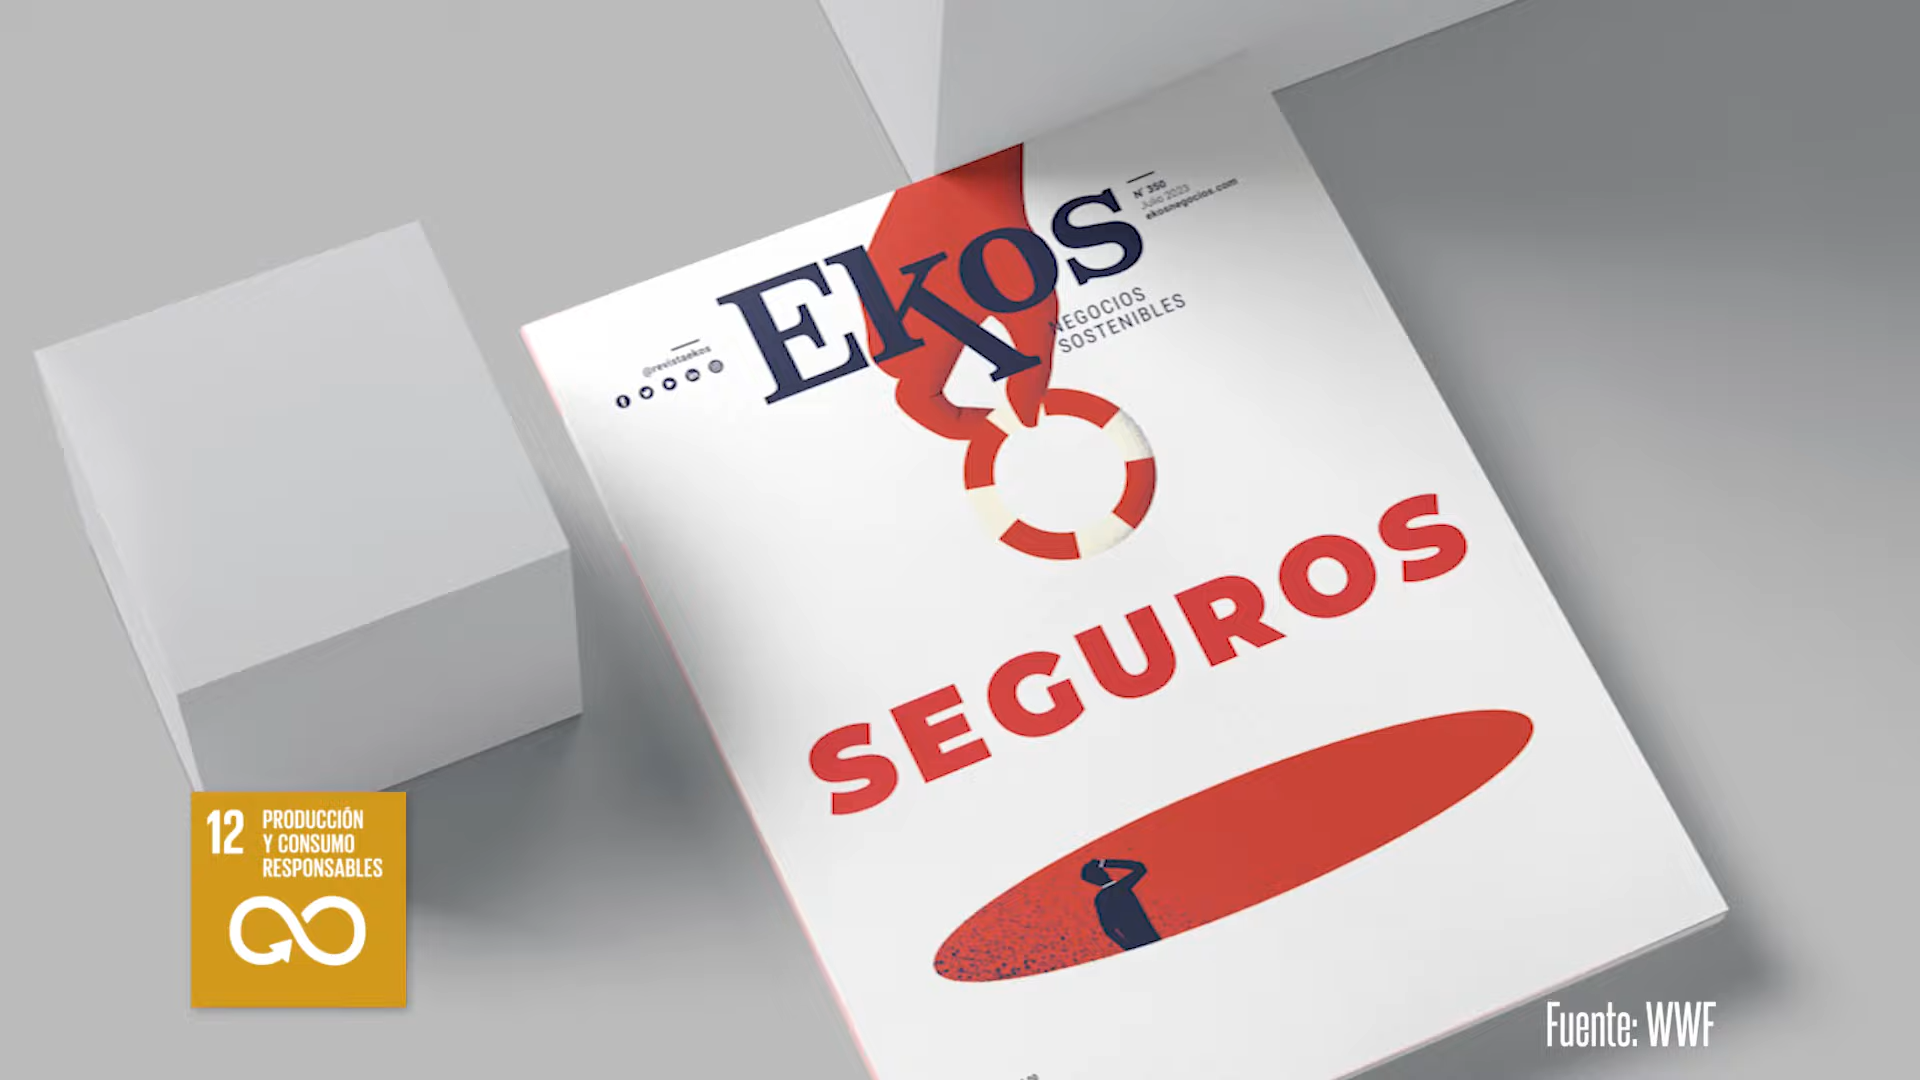 N° 350
Julio 2023
ekosnegocios.com
Ekos
NEGOCIOS
SOSTENIBLES
@revistaekos
SEGUROS
12 PRODUCCIÓN
Y CONSUMO
RESPONSABLES
Fuente: WWF